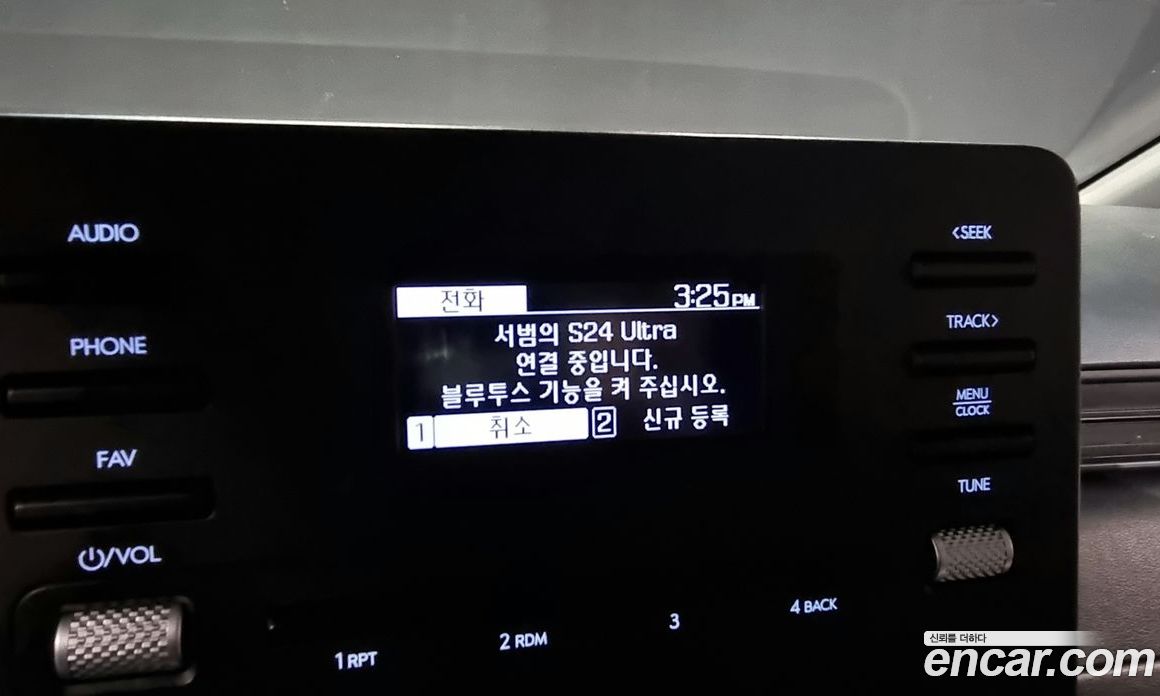 AUDIO
PHONE
FAV
/VOL
전화
3:25PM
서범의 S24 Ultra
연결 중입니다.
블루투스 기능을 켜 주십시오.
1 취소 2 신규 등록
<SEEK
TRACK>
MENU
CLOCK
TUNE
1 RPT
2 RDM
3
4 BACK
신뢰를 더하다
encar.com